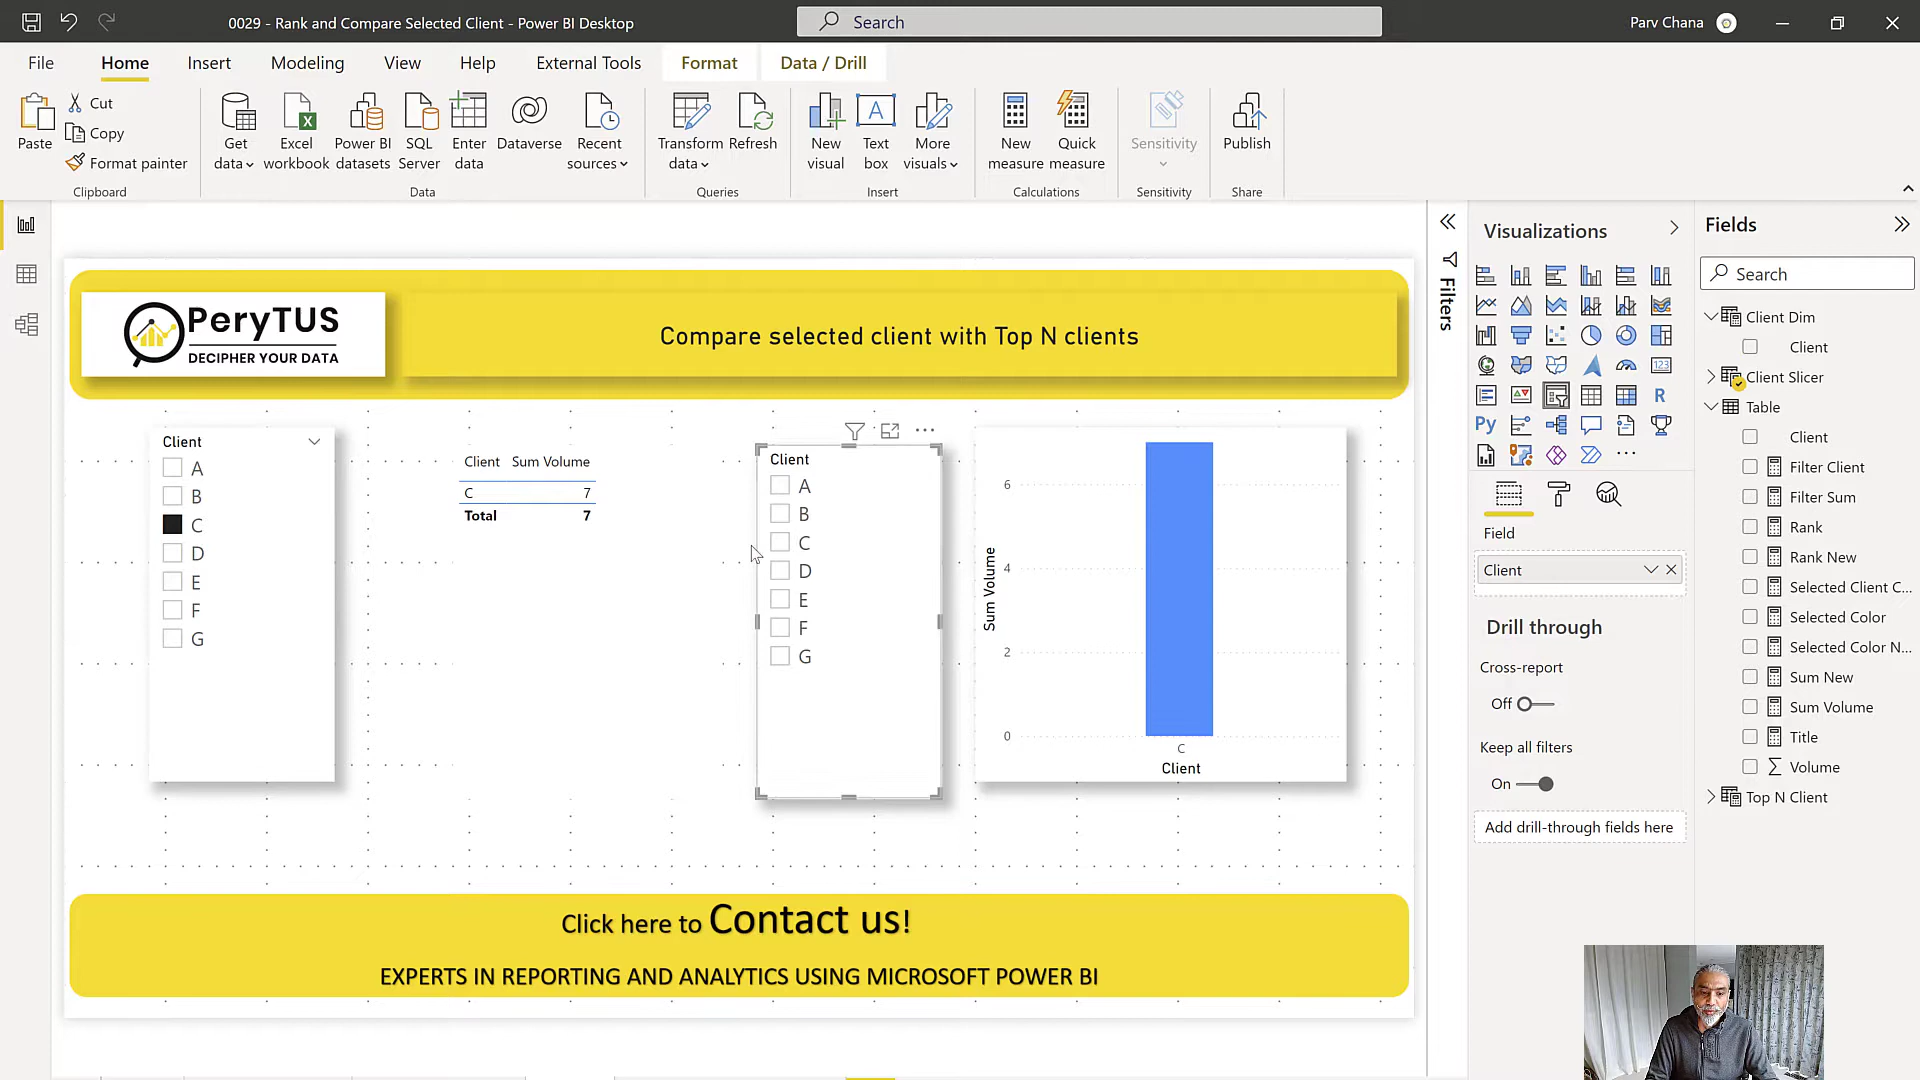 0029 - Rank and Compare Selected Client - Power BI Desktop
Search
Parv Chana
File
Home
Insert
Modeling
View
Help
External Tools
Format
Data / Drill
Paste
Cut
Copy
Format painter
Clipboard
Get data
Excel workbook
Power BI datasets
SQL Server
Enter data
Dataverse
Recent sources
Data
Transform data
Refresh
Queries
New visual
Text box
More visuals
Insert
New measure
Quick measure
Calculations
Sensitivity
Sensitivity
Publish
Share
PeryTUS
DECIPHER YOUR DATA
Compare selected client with Top N clients
Client
A
B
C
D
E
F
G
Client Sum Volume
C 7
Total 7
Client
A
B
C
D
E
F
G
Sum Volume
6
4
2
0
C
Client
Click here to Contact us!
EXPERTS IN REPORTING AND ANALYTICS USING MICROSOFT POWER BI
Filters
Visualizations
R
Py
123
Field
Client
Drill through
Cross-report
Off
Keep all filters
On
Add drill-through fields here
Fields
Search
Client Dim
Client
Client Slicer
Table
Client
Filter Client
Filter Sum
Rank
Rank New
Selected Client C...
Selected Color
Selected Color N...
Sum New
Sum Volume
Title
Volume
Top N Client